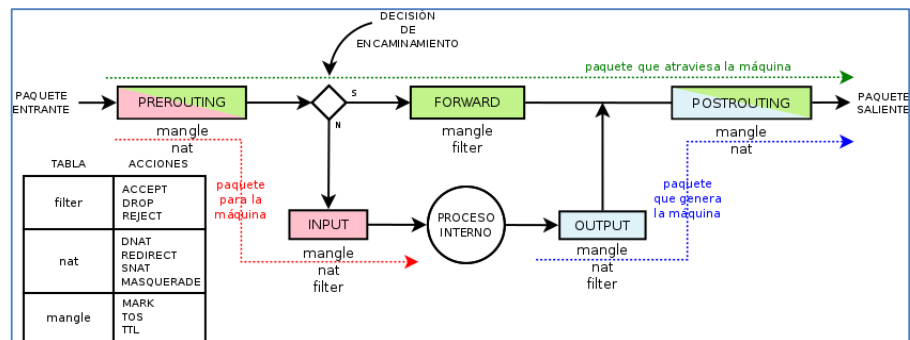 DECISIÓN
DE
ENCAMINAMIENTO
paquete que atraviesa la máquina
PAQUETE
ENTRANTE
PREROUTING
mangle
nat
S
N
FORWARD
mangle
filter
POSTROUTING
mangle
nat
PAQUETE
SALIENTE
paquete
para la
máquina
INPUT
mangle
nat
filter
PROCESO
INTERNO
OUTPUT
mangle
nat
filter
paquete
que genera
la máquina
TABLA ACCIONES
filter
ACCEPT
DROP
REJECT
nat
DNAT
REDIRECT
SNAT
MASQUERADE
mangle
MARK
TOS
TTL